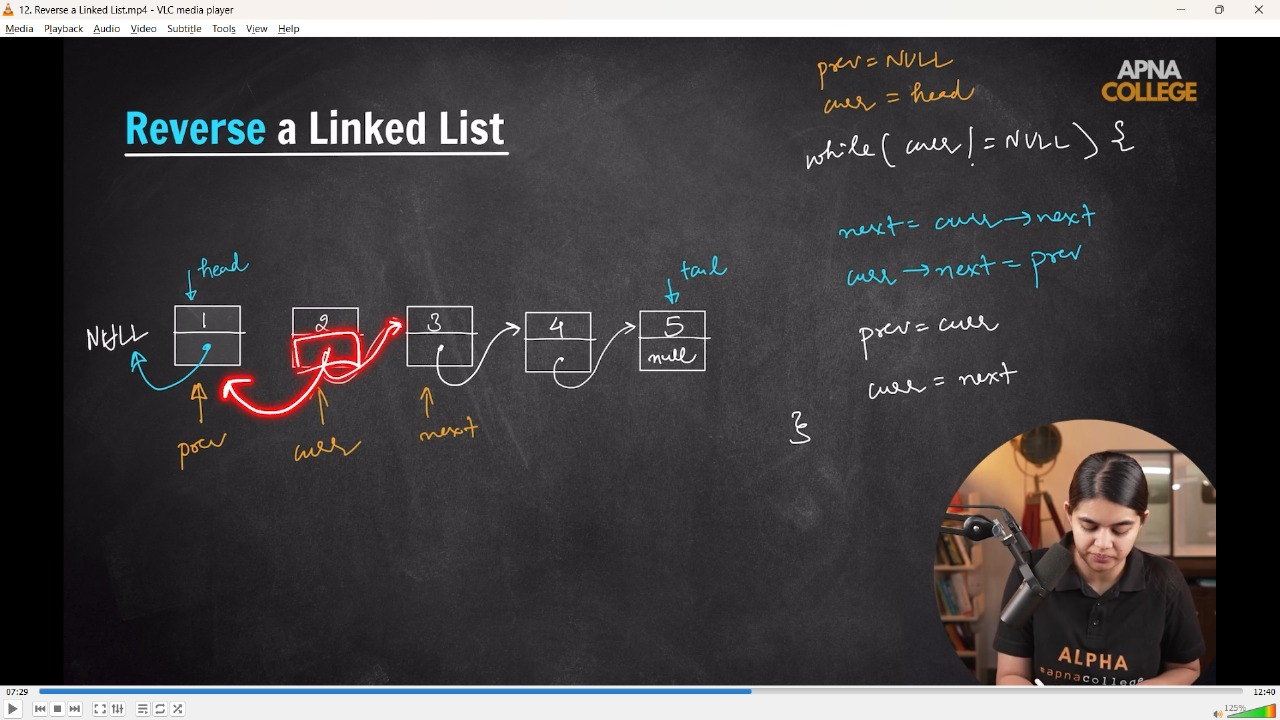 12. Reverse a Linked List.mp4 - VLC media player
Media Playback Audio Video Subtitle Tools View Help
APNA
COLLEGE
prev = NULL
curr = head
while( curr != NULL ) {
Reverse a Linked List
next = curr → next
curr → next = prev
prev = curr
curr = next
}
head
tail
NULL
1
2
3
4
5
null
prev
curr
next
ALPHA
#apnacollege
07:29
12:40
125%